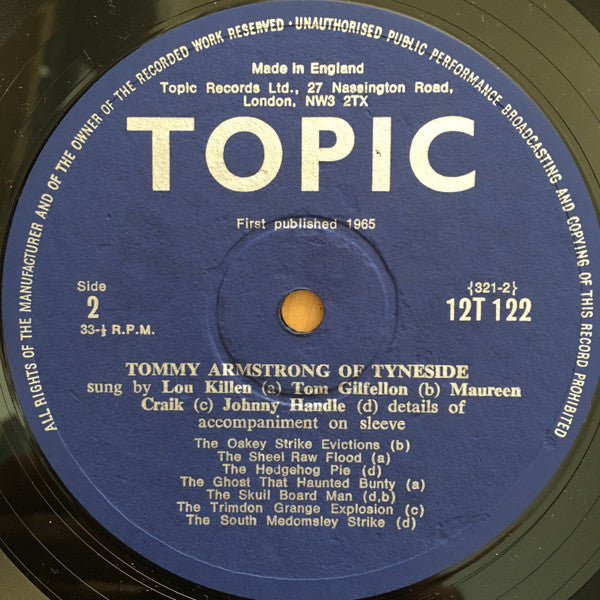 ALL RIGHTS OF THE MANUFACTURER AND OF THE OWNER OF THE RECORDED WORK RESERVED · UNAUTHORISED PUBLIC PERFORMANCE BROADCASTING AND COPYING OF THIS RECORD PROHIBITED
Made in England
Topic Records Ltd., 27 Nassington Road,
London, NW3 2TX
TOPIC
First published 1965
Side
2
33-⅓ R.P.M.
{321-2}
12T 122
TOMMY ARMSTRONG OF TYNESIDE
sung by Lou Killen (a) Tom Gilfellon (b) Maureen
Craik (c) Johnny Handle (d) details of
accompaniment on sleeve
The Oakey Strike Evictions (b)
The Sheel Raw Flood (a)
The Hedgehog Pie (d)
The Ghost That Haunted Bunty (a)
The Skull Board Man (d,b)
The Trimdon Grange Explosion (c)
The South Medomsley Strike (d)